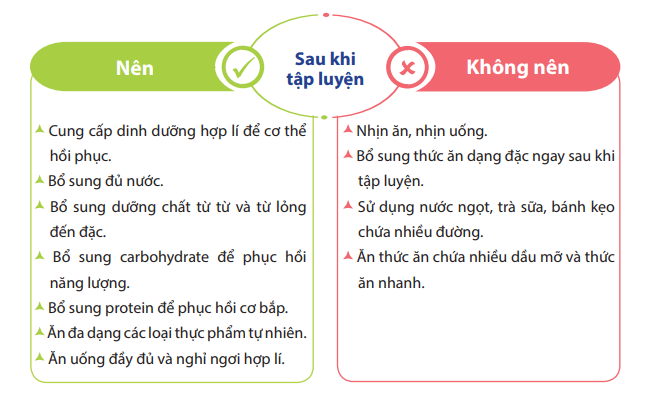 Nên
Sau khi
tập luyện
Không nên
Cung cấp dinh dưỡng hợp lí để cơ thể
hồi phục.
Bổ sung đủ nước.
Bổ sung dưỡng chất từ từ và từ lỏng
đến đặc.
Bổ sung carbohydrate để phục hồi
năng lượng.
Bổ sung protein để phục hồi cơ bắp.
Ăn đa dạng các loại thực phẩm tự nhiên.
Ăn uống đầy đủ và nghỉ ngơi hợp lí.
Nhịn ăn, nhịn uống.
Bổ sung thức ăn dạng đặc ngay sau khi
tập luyện.
Sử dụng nước ngọt, trà sữa, bánh kẹo
chứa nhiều đường.
Ăn thức ăn chứa nhiều dầu mỡ và thức
ăn nhanh.